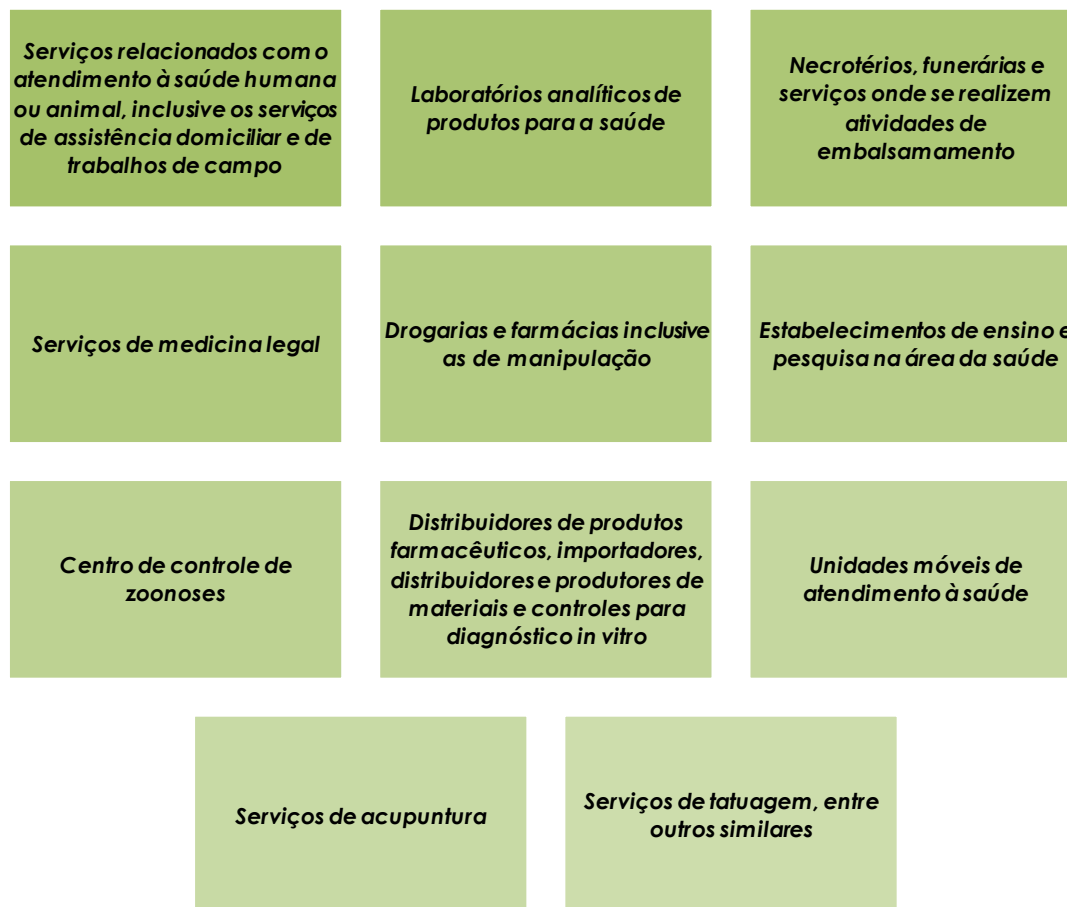 Serviços relacionados com o
atendimento à saúde humana
ou animal, inclusive os serviços
de assistência domiciliar e de
trabalhos de campo
Laboratórios analíticos de
produtos para a saúde
Necrotérios, funerárias e
serviços onde se realizem
atividades de
embalsamamento
Serviços de medicina legal
Drogarias e farmácias inclusive
as de manipulação
Estabelecimentos de ensino e
pesquisa na área da saúde
Centro de controle de
zoonoses
Distribuidores de produtos
farmacêuticos, importadores,
distribuidores e produtores de
materiais e controles para
diagnóstico in vitro
Unidades móveis de
atendimento à saúde
Serviços de acupuntura
Serviços de tatuagem, entre
outros similares